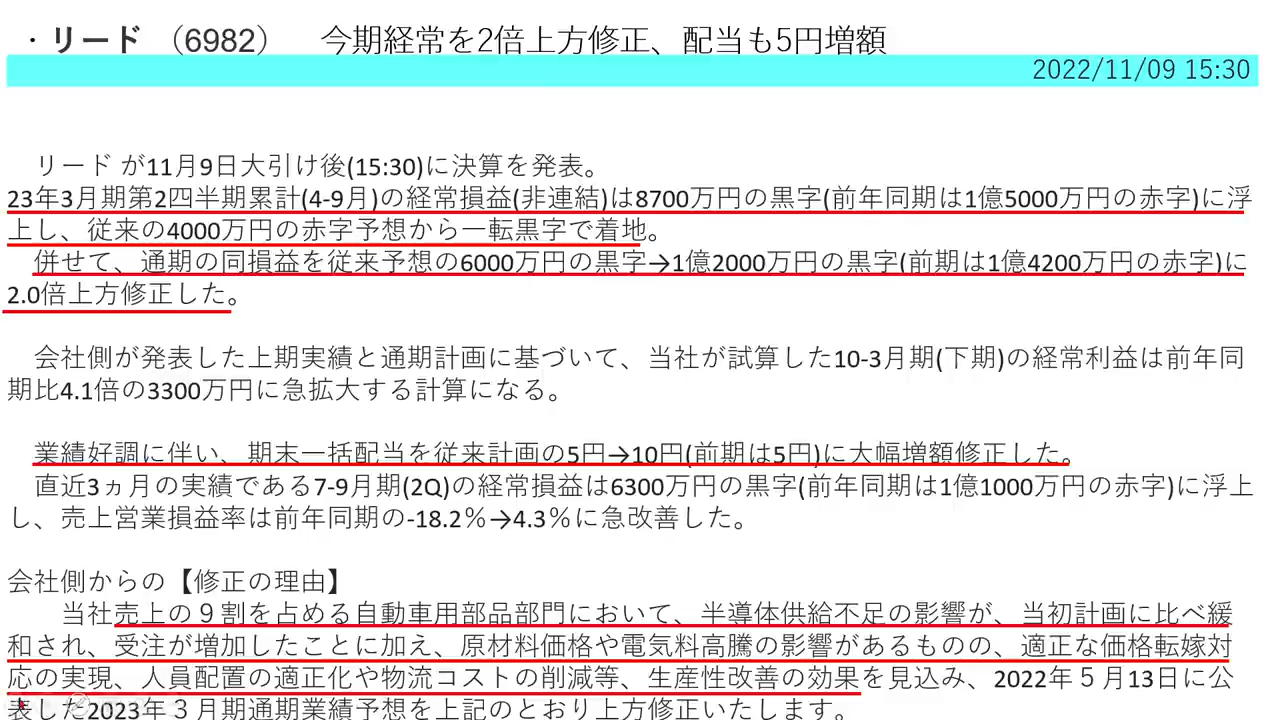 ・リード （6982）　今期経常を2倍上方修正、配当も5円増額
2022/11/09 15:30
リード が11月9日大引け後(15:30)に決算を発表。
23年3月期第2四半期累計(4-9月)の経常損益(非連結)は8700万円の黒字(前年同期は1億5000万円の赤字)に浮
上し、従来の4000万円の赤字予想から一転黒字で着地。
併せて、通期の同損益を従来予想の6000万円の黒字→1億2000万円の黒字(前期は1億4200万円の赤字)に
2.0倍上方修正した。
会社側が発表した上期実績と通期計画に基づいて、当社が試算した10-3月期(下期)の経常利益は前年同
期比4.1倍の3300万円に急拡大する計算になる。
業績好調に伴い、期末一括配当を従来計画の5円→10円(前期は5円)に大幅増額修正した。
直近3ヵ月の実績である7-9月期(2Q)の経常損益は6300万円の黒字(前年同期は1億1000万円の赤字)に浮上
し、売上営業損益率は前年同期の-18.2％→4.3％に急改善した。
会社側からの【修正の理由】
当社売上の９割を占める自動車用部品部門において、半導体供給不足の影響が、当初計画に比べ緩
和され、受注が増加したことに加え、原材料価格や電気料高騰の影響があるものの、適正な価格転嫁対
応の実現、人員配置の適正化や物流コストの削減等、生産性改善の効果を見込み、2022年５月13日に公
表した2023年３月期通期業績予想を上記のとおり上方修正いたします。